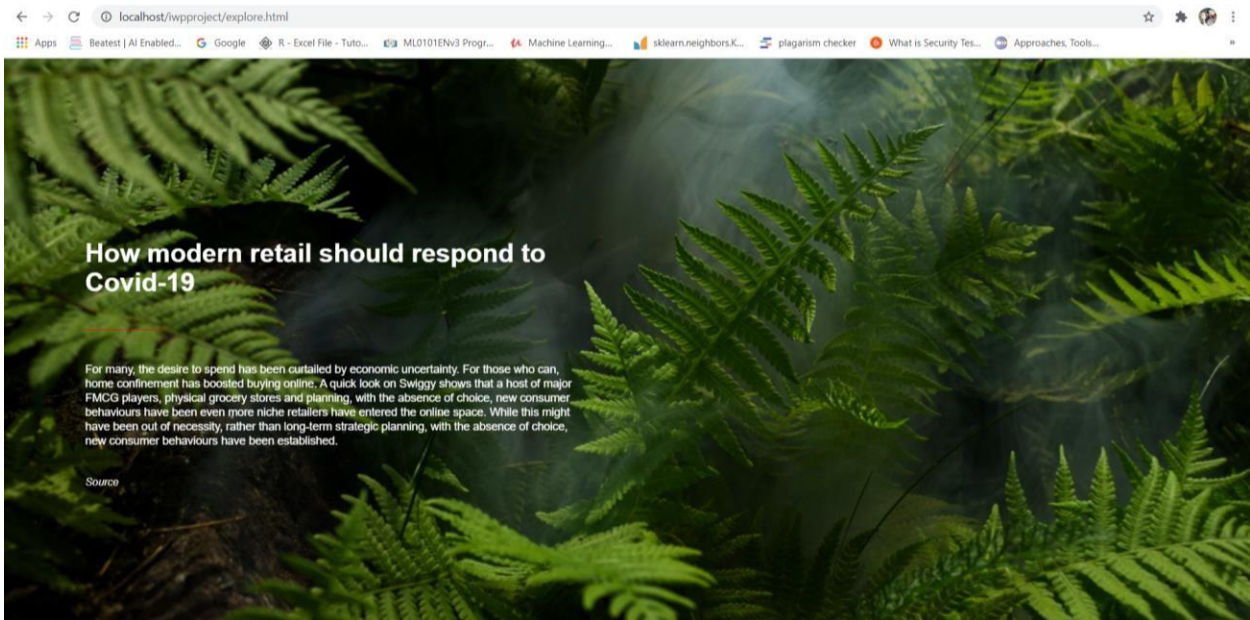 localhost/iwpproject/explore.html
Apps Beatest | AI Enabled... Google R - Excel File - Tuto... ML0101ENv3 Progr... Machine Learning... sklearn.neighbors.K... plagarism checker What is Security Tes... Approaches, Tools... »
How modern retail should respond to
Covid-19
For many, the desire to spend has been curtailed by economic uncertainty. For those who can,
home confinement has boosted buying online. A quick look on Swiggy shows that a host of major
FMCG players, physical grocery stores and planning, with the absence of choice, new consumer
behaviours have been even more niche retailers have entered the online space. While this might
have been out of necessity, rather than long-term strategic planning, with the absence of choice,
new consumer behaviours have been established.
Source